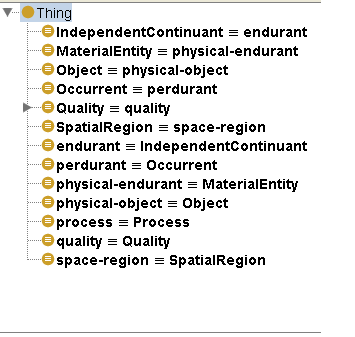 Thing
IndependentContinuant ≡ endurant
MaterialEntity ≡ physical-endurant
Object ≡ physical-object
Occurrent ≡ perdurant
Quality ≡ quality
SpatialRegion ≡ space-region
endurant ≡ IndependentContinuant
perdurant ≡ Occurrent
physical-endurant ≡ MaterialEntity
physical-object ≡ Object
process ≡ Process
quality ≡ Quality
space-region ≡ SpatialRegion